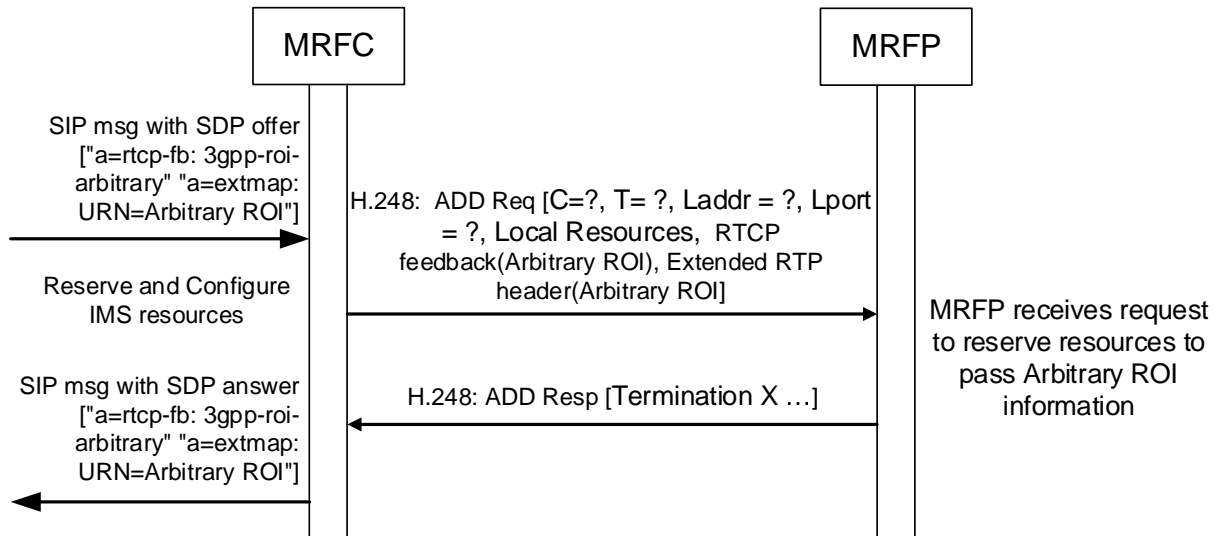 MRFC
MRFP
SIP msg with SDP offer
["a=rtcp-fb: 3gpp-roi-
arbitrary" "a=extmap:
URN=Arbitrary ROI"]
H.248: ADD Req [C=?, T= ?, Laddr = ?, Lport
= ?, Local Resources, RTCP
feedback(Arbitrary ROI), Extended RTP
header(Arbitrary ROI]
Reserve and Configure
IMS resources
MRFP receives request
to reserve resources to
pass Arbitrary ROI
information
SIP msg with SDP answer
["a=rtcp-fb: 3gpp-roi-
arbitrary" "a=extmap:
URN=Arbitrary ROI"]
H.248: ADD Resp [Termination X …]